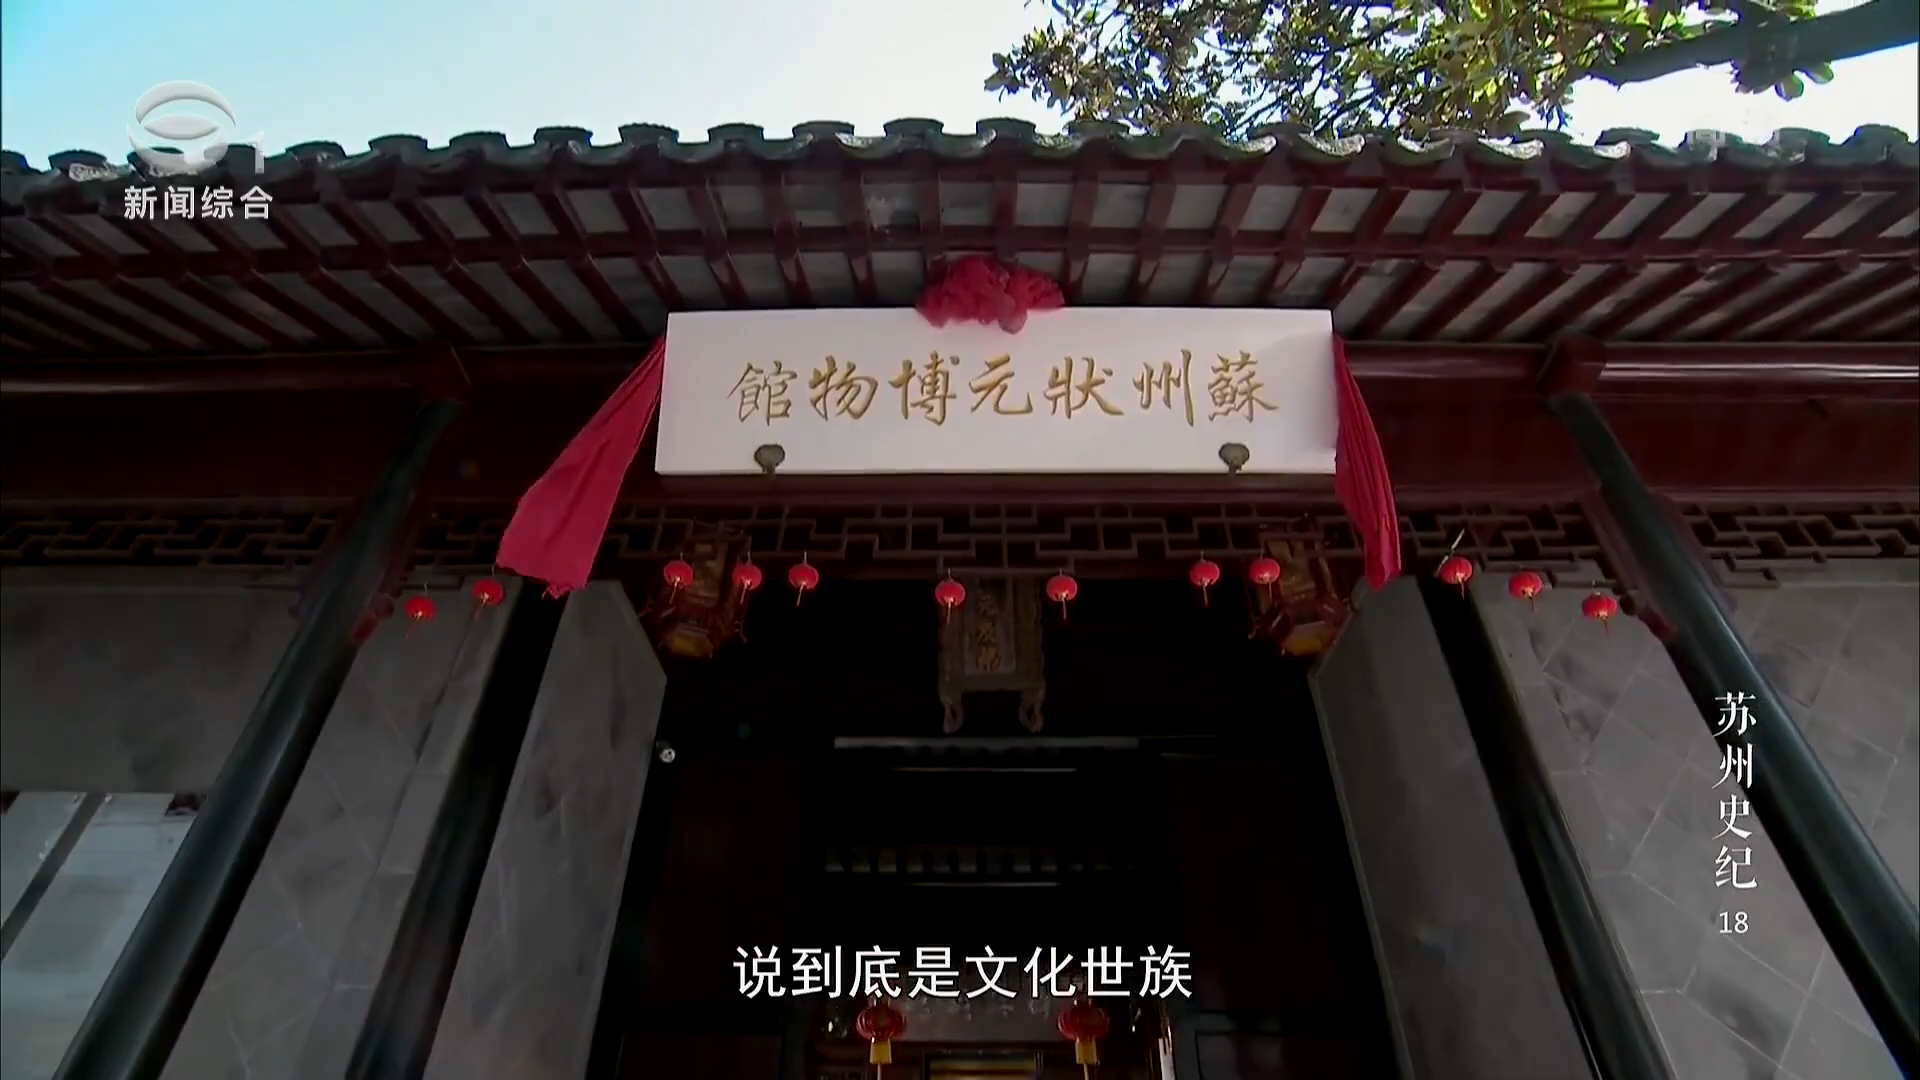 新闻综合
蘇州狀元博物館
苏州史纪
18
说到底是文化世族